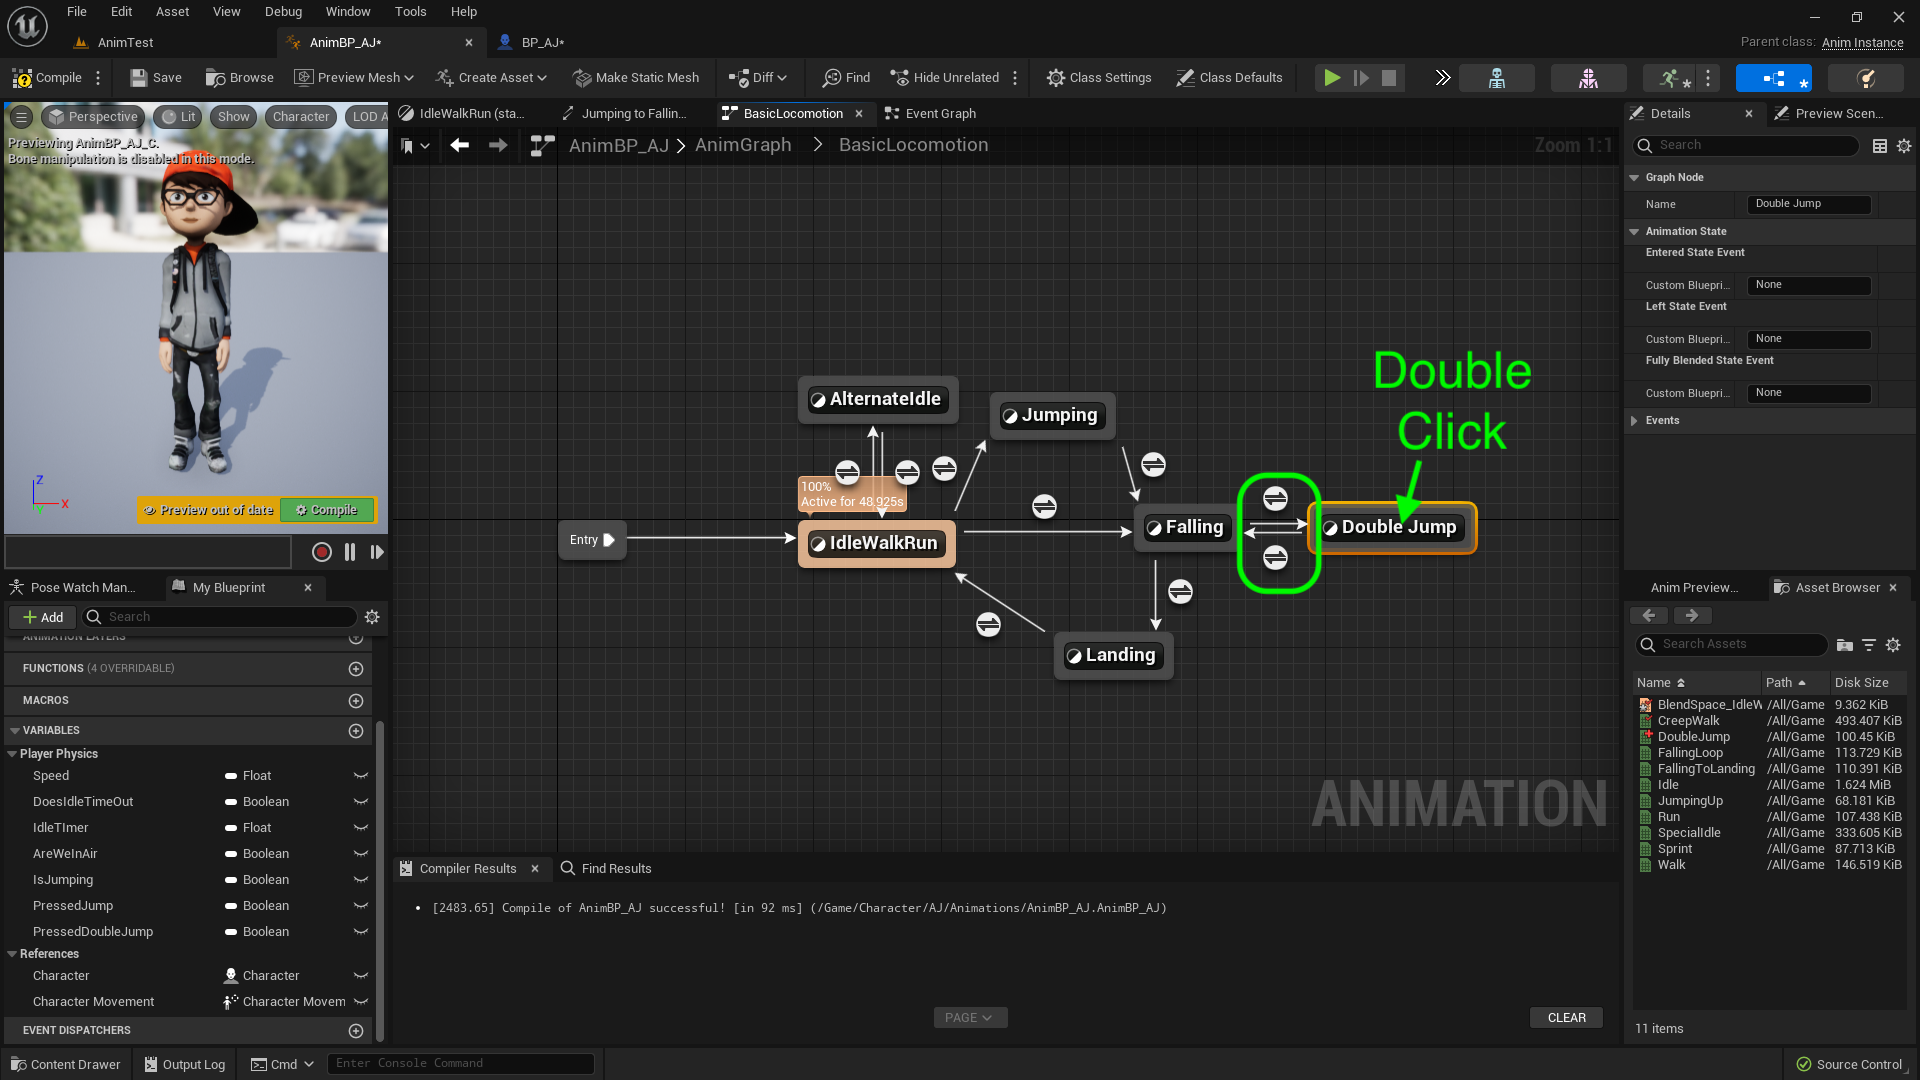 File Edit Asset View Debug Window Tools Help
AnimTest AnimBP_AJ* BP_AJ*
Parent class: Anim Instance
Compile Save Browse Preview Mesh Create Asset Make Static Mesh Diff Find Hide Unrelated Class Settings Class Defaults
Perspective Lit Show Character LOD A
Previewing AnimBP_AJ_C.
Bone manipulation is disabled in this mode.
Z
X
Y
Preview out of date Compile
IdleWalkRun (sta... Jumping to Fallin... BasicLocomotion Event Graph
AnimBP_AJ > AnimGraph > BasicLocomotion
Zoom 1:1
AlternateIdle
Jumping
100%
Active for 48.925s
Entry
IdleWalkRun
Falling
Double Jump
Landing
Double
Click
ANIMATION
Details Preview Scen...
Search
Graph Node
Name Double Jump
Animation State
Entered State Event
Custom Bluepri... None
Left State Event
Custom Bluepri... None
Fully Blended State Event
Custom Bluepri... None
Events
Pose Watch Man... My Blueprint
Add Search
ANIMATION LAYERS
FUNCTIONS (4 OVERRIDABLE)
MACROS
VARIABLES
Player Physics
Speed Float
DoesIdleTimeOut Boolean
IdleTImer Float
AreWeInAir Boolean
IsJumping Boolean
PressedJump Boolean
PressedDoubleJump Boolean
References
Character Character
Character Movement Character Movem
EVENT DISPATCHERS
Compiler Results Find Results
[2483.65] Compile of AnimBP_AJ successful! [in 92 ms] (/Game/Character/AJ/Animations/AnimBP_AJ.AnimBP_AJ)
PAGE
CLEAR
Anim Preview... Asset Browser
Search Assets
Name Path Disk Size
BlendSpace_IdleW /All/Game 9.362 KiB
CreepWalk /All/Game 493.407 KiB
DoubleJump /All/Game 100.45 KiB
FallingLoop /All/Game 113.729 KiB
FallingToLanding /All/Game 110.391 KiB
Idle /All/Game 1.624 MiB
JumpingUp /All/Game 68.181 KiB
Run /All/Game 107.438 KiB
SpecialIdle /All/Game 333.605 KiB
Sprint /All/Game 87.713 KiB
Walk /All/Game 146.519 KiB
11 items
Content Drawer Output Log Cmd Enter Console Command
Source Control